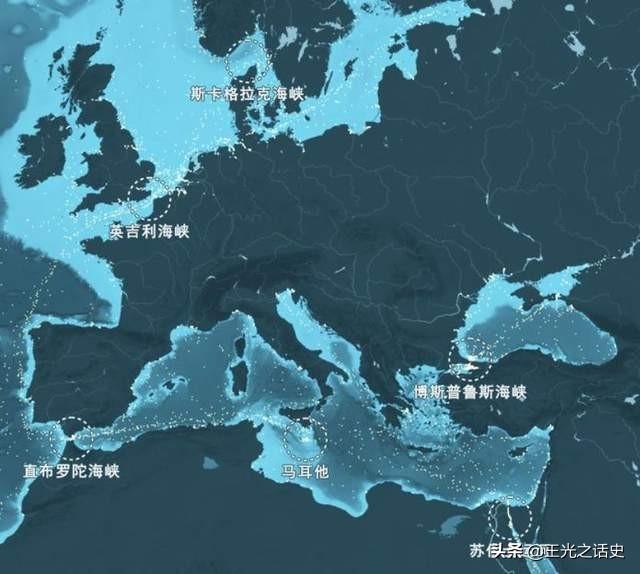 斯卡格拉克海峡
英吉利海峡
博斯普鲁斯海峡
直布罗陀海峡
马耳他
苏伊
头条 @正光之话史